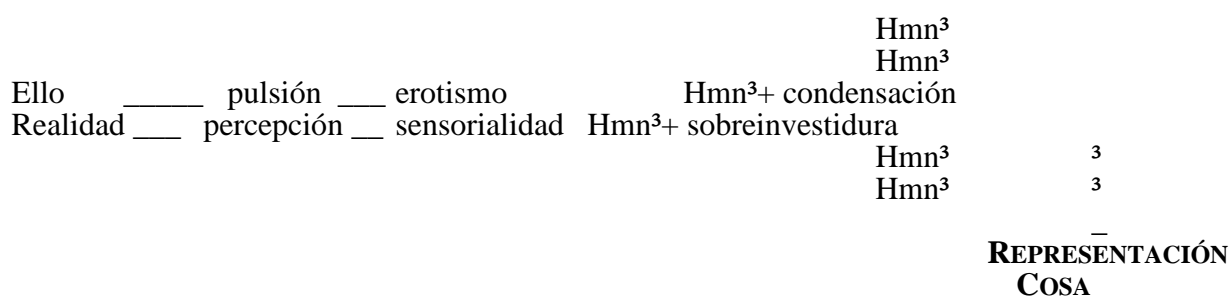 Hmn³
Hmn³
Ello _____ pulsión ___ erotismo Hmn³+ condensación
Realidad ___ percepción __ sensorialidad Hmn³+ sobreinvestidura
Hmn³ ³
Hmn³ ³
_
REPRESENTACIÓN
COSA